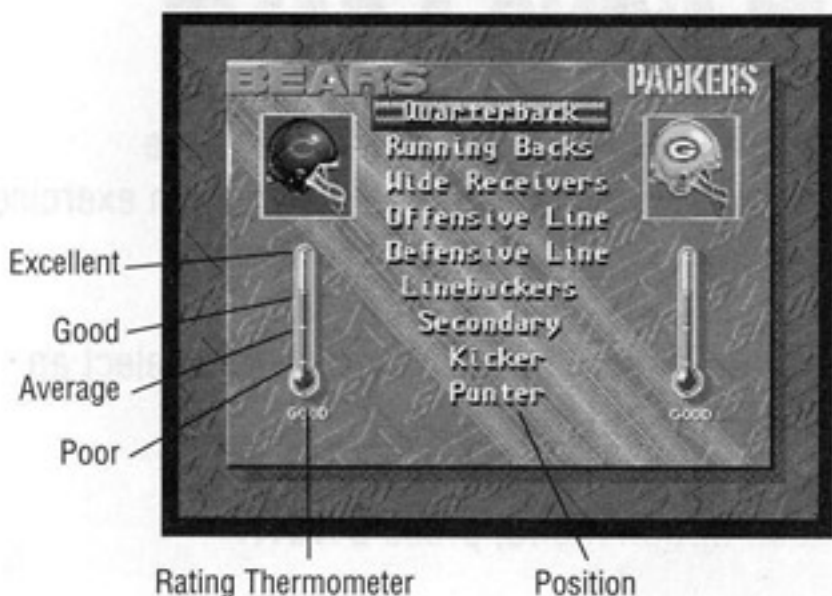 BEARS
PACKERS
Quarterback
Running Backs
Wide Receivers
Offensive Line
Defensive Line
Linebackers
Secondary
Kicker
Punter
Excellent
Good
Average
Poor
GOOD
GOOD
Rating Thermometer
Position